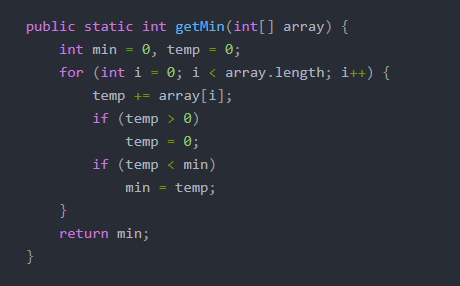 public static int getMin(int[] array) {
    int min = 0, temp = 0;
    for (int i = 0; i < array.length; i++) {
        temp += array[i];
        if (temp > 0)
            temp = 0;
        if (temp < min)
            min = temp;
    }
    return min;
}